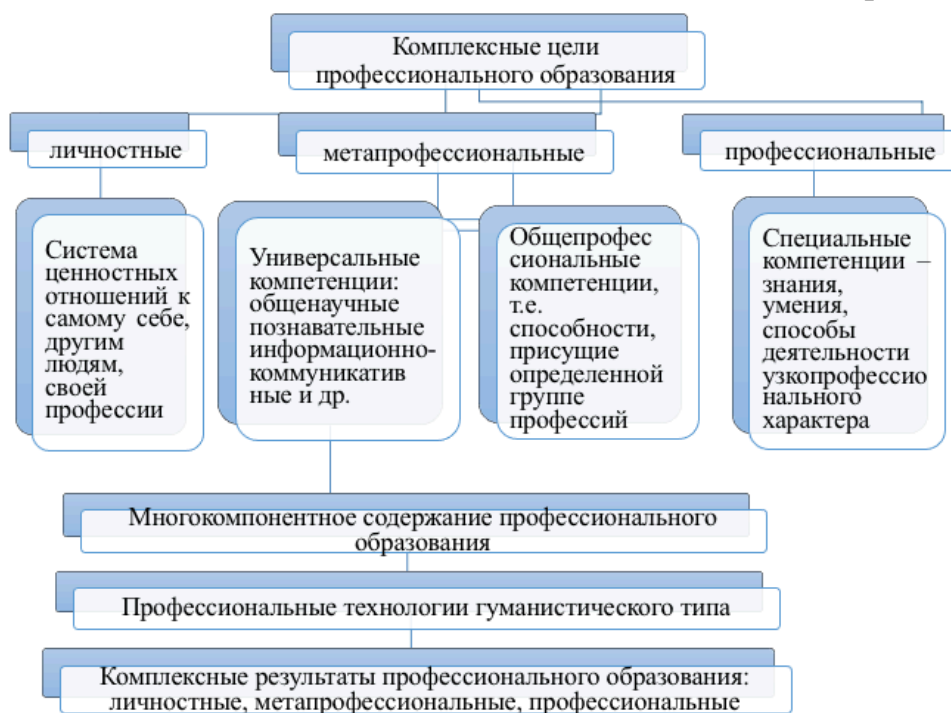 Комплексные цели
профессионального образования
личностные
метапрофессиональные
профессиональные
Система
ценностных
отношений к
самому себе,
другим
людям,
своей
профессии
Универсальные
компетенции:
общенаучные
познавательные
информационно-
коммуникатив
ные и др.
Общепрофес
сиональные
компетенции,
т.е.
способности,
присущие
определенной
группе
профессий
Специальные
компетенции –
знания,
умения,
способы
деятельности
узкопрофессио
нального
характера
Многокомпонентное содержание профессионального
образования
Профессиональные технологии гуманистического типа
Комплексные результаты профессионального образования:
личностные, метапрофессиональные, профессиональные